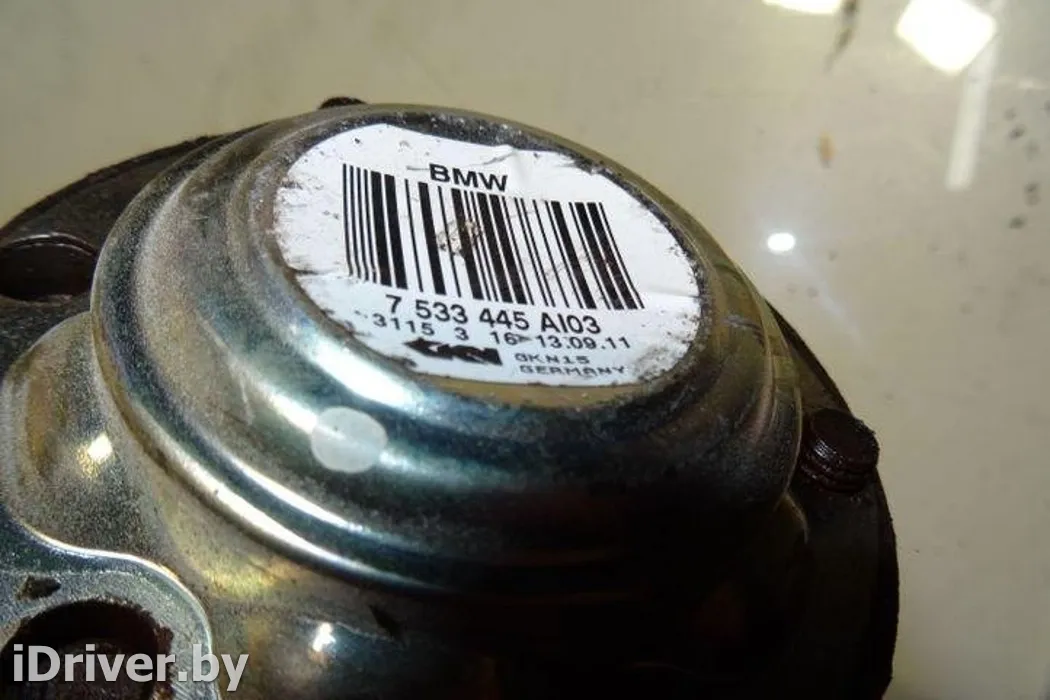 BMW
7 533 445 AI03
3115 3 16 13.09.11
GKN GKN15
GERMANY
iDriver.by